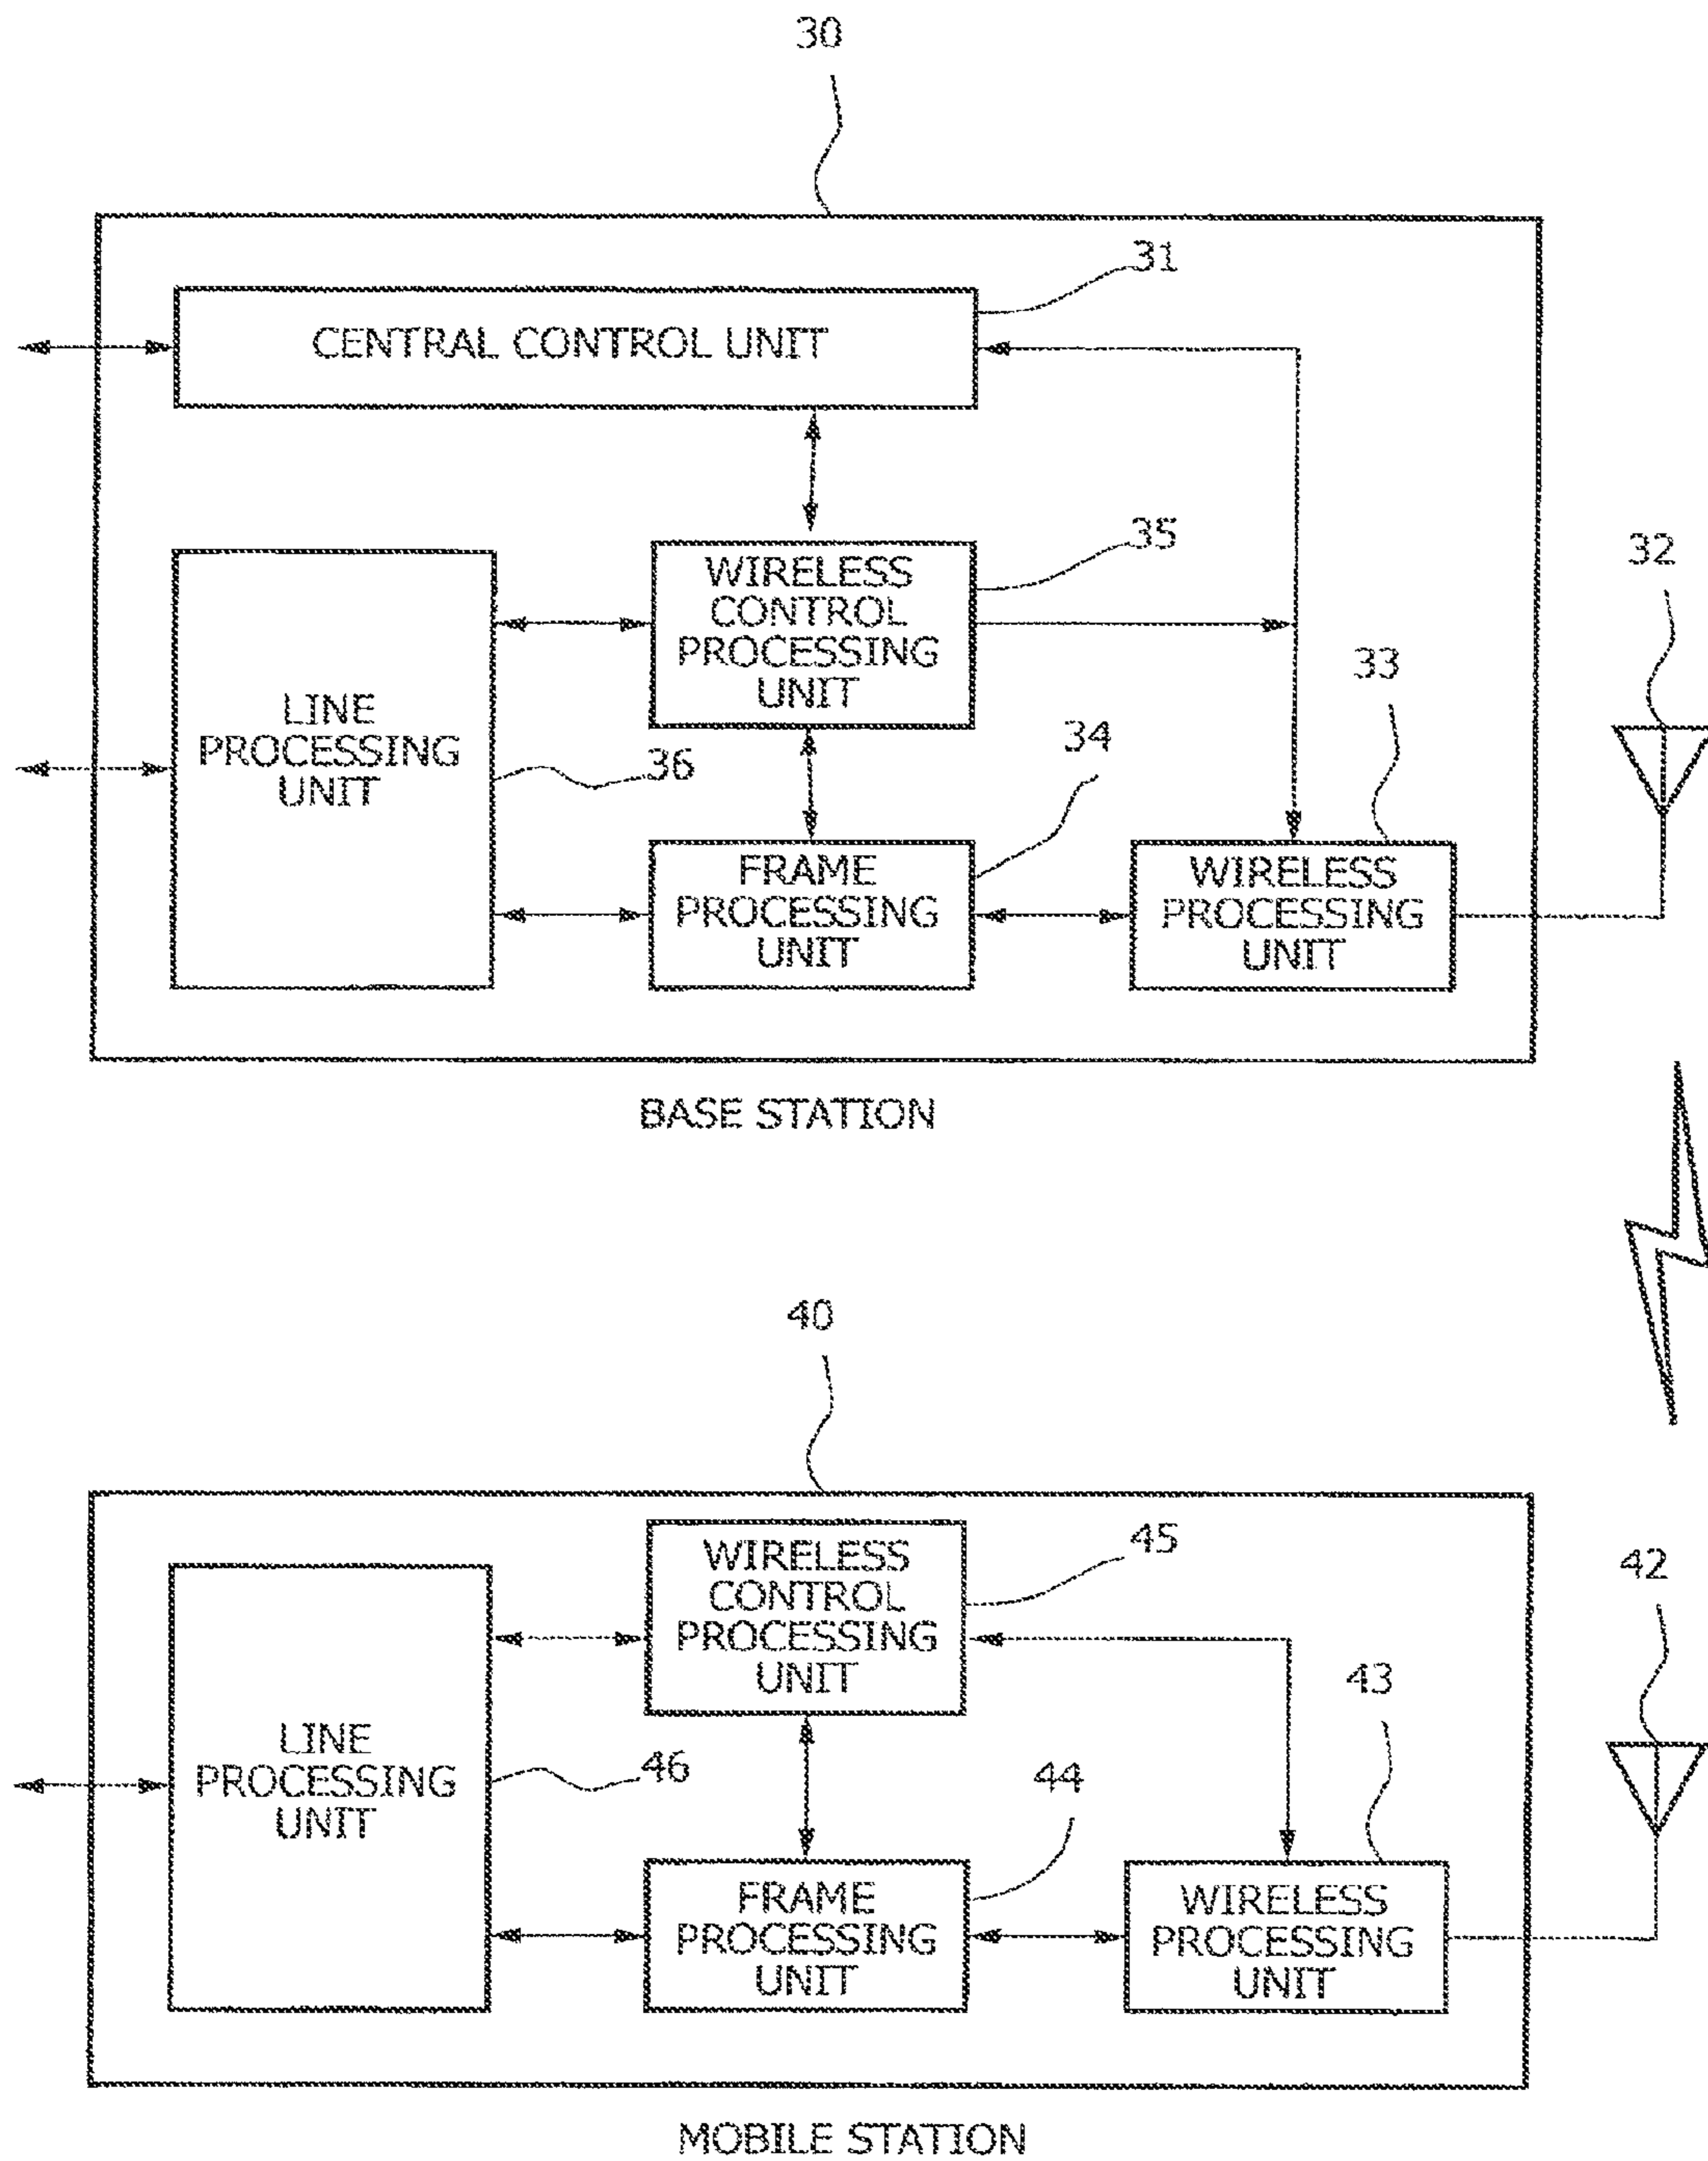 30
31
CENTRAL CONTROL UNIT
35
WIRELESS
CONTROL
PROCESSING
UNIT
32
33
LINE
PROCESSING
UNIT
36
34
FRAME
PROCESSING
UNIT
WIRELESS
PROCESSING
UNIT
BASE STATION
40
45
WIRELESS
CONTROL
PROCESSING
UNIT
42
43
LINE
PROCESSING
UNIT
46
44
FRAME
PROCESSING
UNIT
WIRELESS
PROCESSING
UNIT
MOBILE STATION